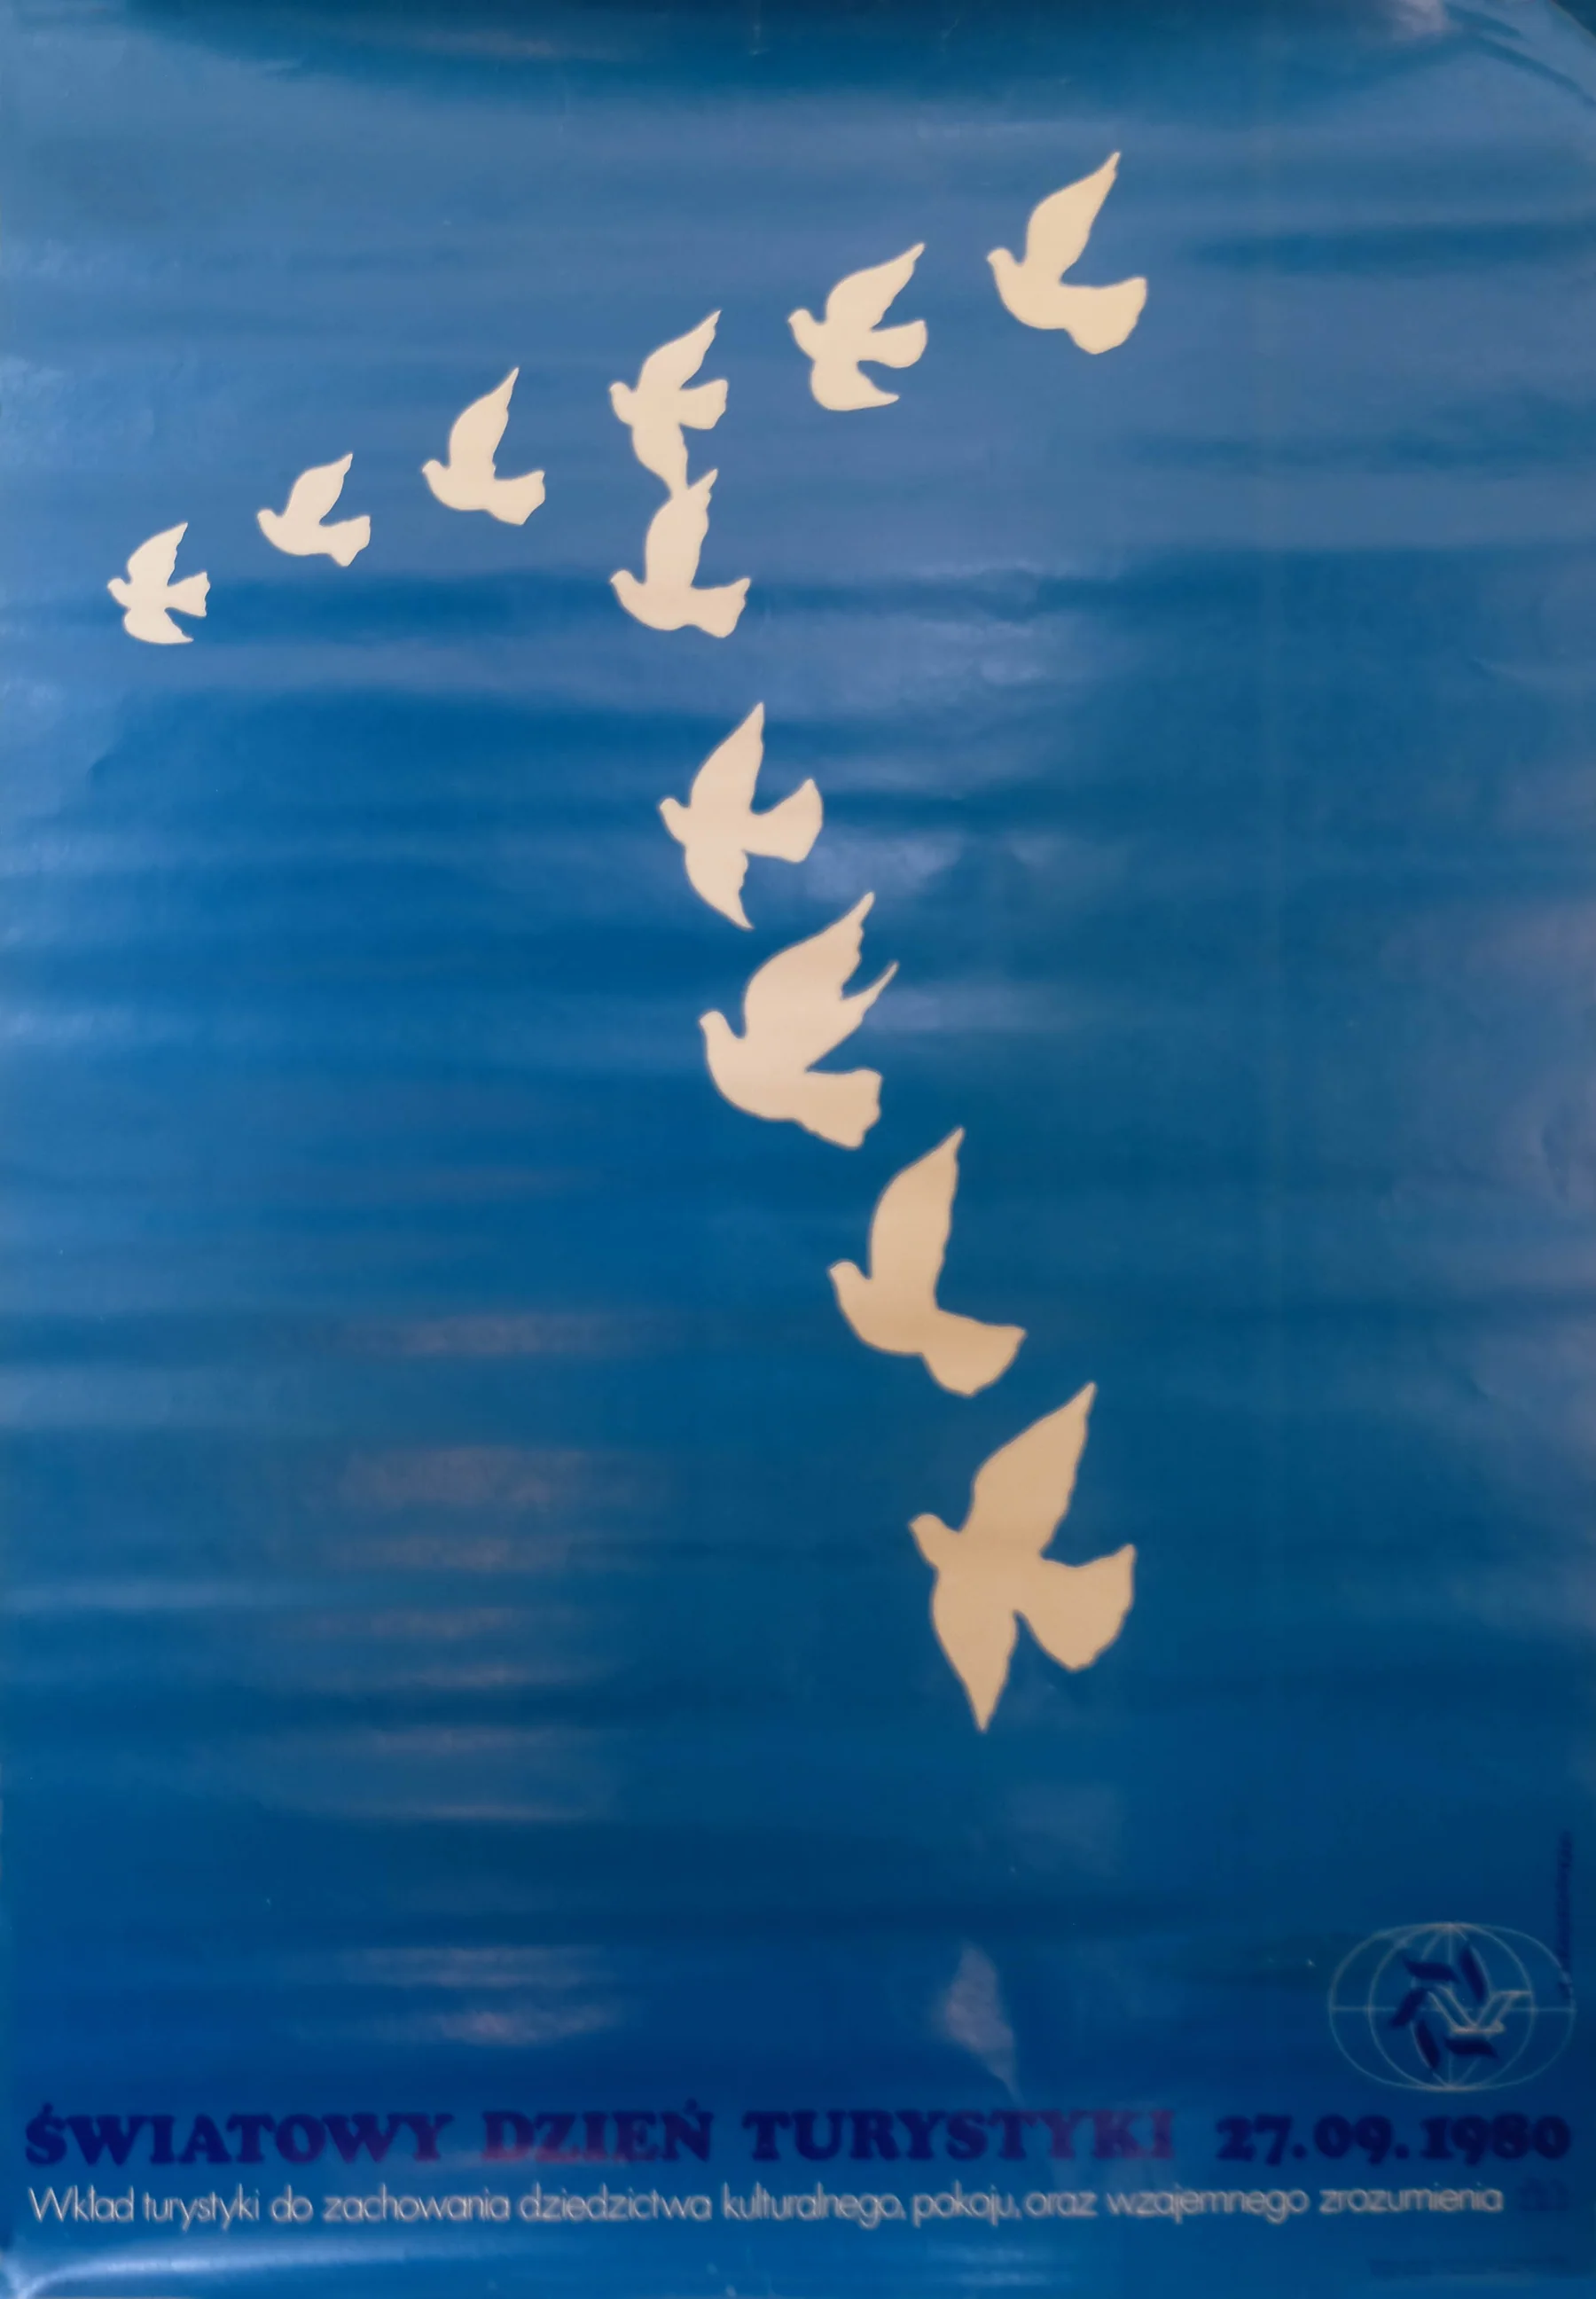 ŚWIATOWY DZIEŃ TURYSTYKI 27.09.1980
Wkład turystyki do zachowania dziedzictwa kulturalnego, pokoju, oraz wzajemnego zrozumienia